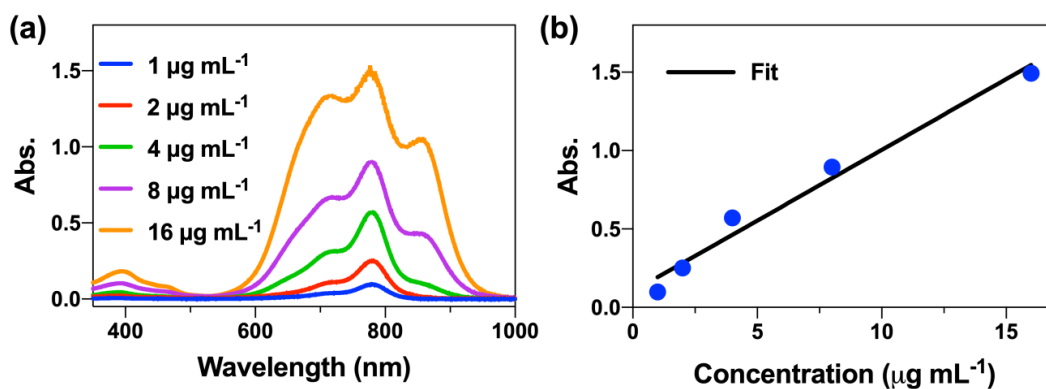 (a)
1 µg mL-1
2 µg mL-1
4 µg mL-1
8 µg mL-1
16 µg mL-1
Abs.
1.5
1.0
0.5
0.0
400
600
800
1000
Wavelength (nm)
(b)
Fit
Abs.
1.5
1.0
0.5
0.0
0
5
10
15
Concentration (µg mL-1)